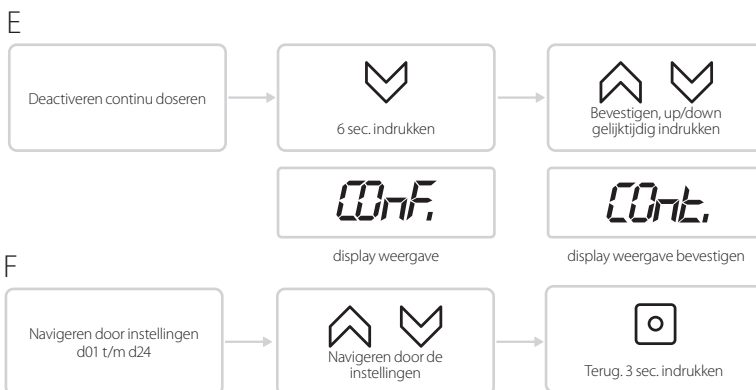 E
Deactiveren continu doseren
6 sec. indrukken
Bevestigen, up/down
gelijktijdig indrukken
COnF.
COnt.
display weergave
display weergave bevestigen
F
Navigeren door instellingen
d01 t/m d24
Navigeren door de
instellingen
Terug. 3 sec. indrukken